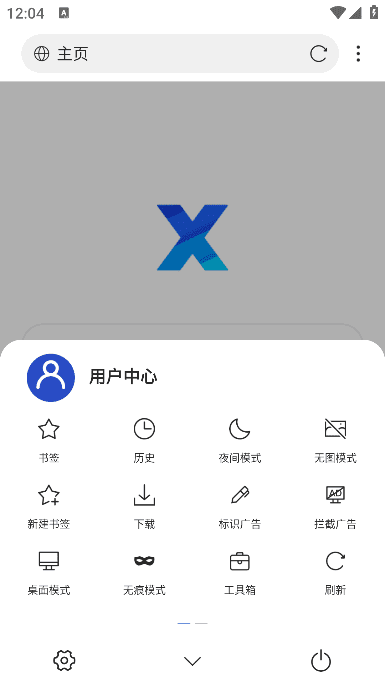 12:04
A
主页
X
用户中心
书签
历史
夜间模式
无图模式
新建书签
下载
标识广告
AD
拦截广告
桌面模式
无痕模式
工具箱
刷新